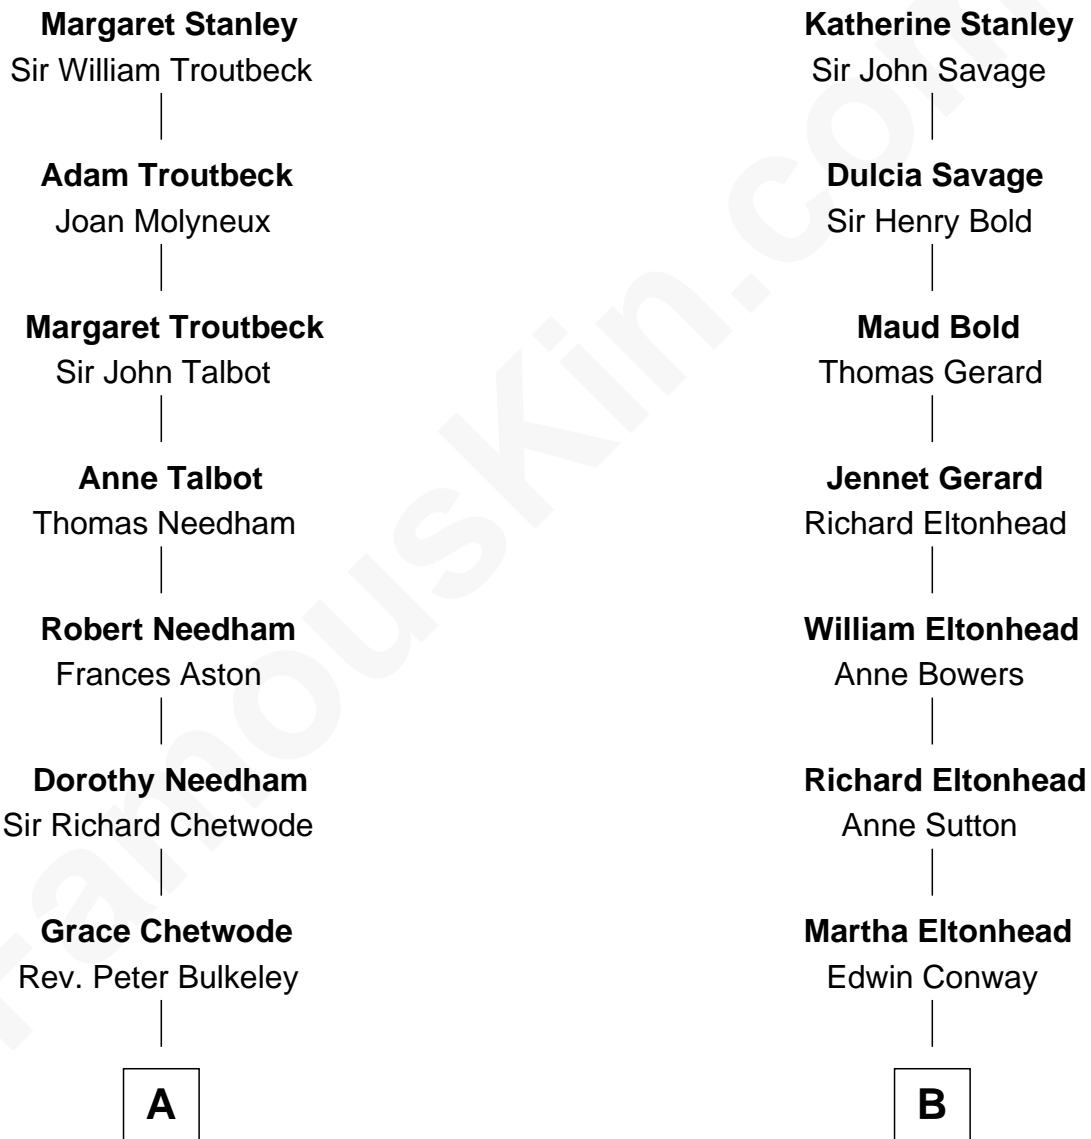 Margaret Stanley
Sir William Troutbeck
Adam Troutbeck
Joan Molyneux
Margaret Troutbeck
Sir John Talbot
Anne Talbot
Thomas Needham
Robert Needham
Frances Aston
Dorothy Needham
Sir Richard Chetwode
Grace Chetwode
Rev. Peter Bulkeley
A
Katherine Stanley
Sir John Savage
Dulcia Savage
Sir Henry Bold
Maud Bold
Thomas Gerard
Jennet Gerard
Richard Eltonhead
William Eltonhead
Anne Bowers
Richard Eltonhead
Anne Sutton
Martha Eltonhead
Edwin Conway
B
FamousKin.com